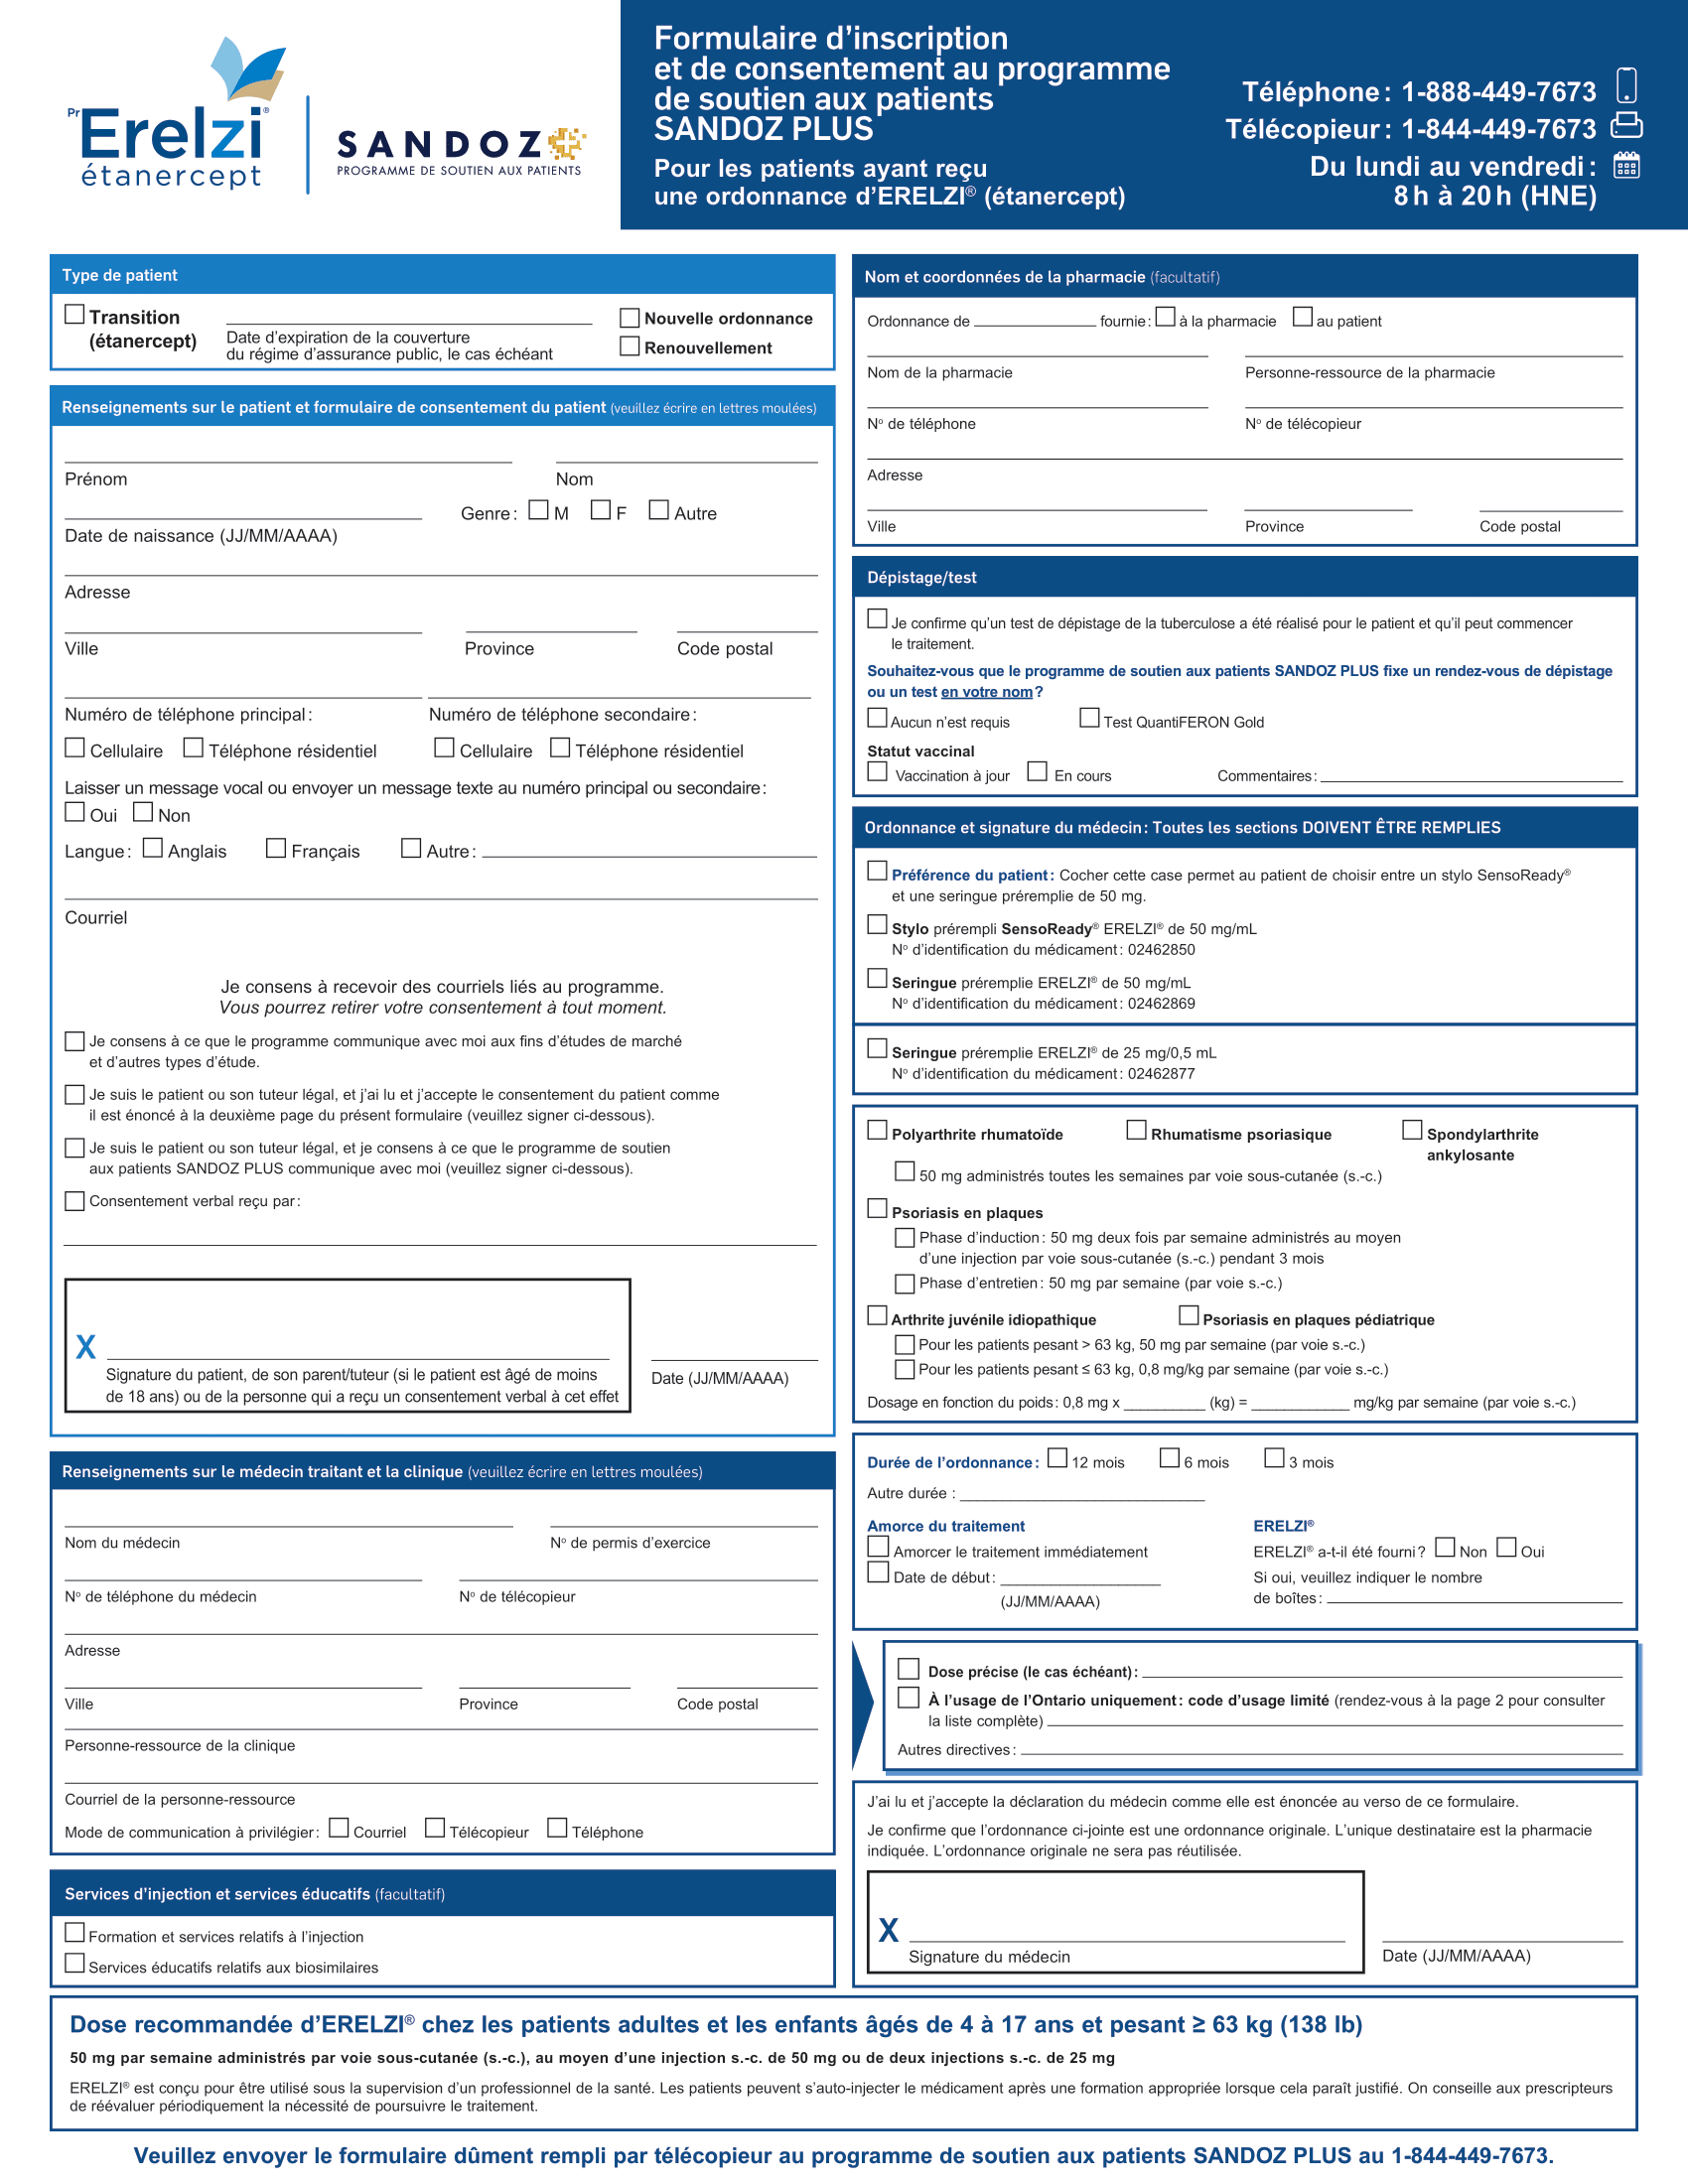 Pr Erelzi®
étanercept
SANDOZ
PROGRAMME DE SOUTIEN AUX PATIENTS
Formulaire d’inscription
et de consentement au programme
de soutien aux patients
SANDOZ PLUS
Pour les patients ayant reçu
une ordonnance d’ERELZI® (étanercept)
Téléphone : 1-888-449-7673
Télécopieur : 1-844-449-7673
Du lundi au vendredi :
8 h à 20 h (HNE)
Type de patient
Transition
(étanercept)
Date d’expiration de la couverture
du régime d’assurance public, le cas échéant
Nouvelle ordonnance
Renouvellement
Renseignements sur le patient et formulaire de consentement du patient (veuillez écrire en lettres moulées)
Prénom Nom
Genre : M F Autre
Date de naissance (JJ/MM/AAAA)
Adresse
Ville Province Code postal
Numéro de téléphone principal : Numéro de téléphone secondaire :
Cellulaire Téléphone résidentiel Cellulaire Téléphone résidentiel
Laisser un message vocal ou envoyer un message texte au numéro principal ou secondaire :
Oui Non
Langue : Anglais Français Autre :
Courriel
Je consens à recevoir des courriels liés au programme.
Vous pourrez retirer votre consentement à tout moment.
Je consens à ce que le programme communique avec moi aux fins d’études de marché
et d’autres types d’étude.
Je suis le patient ou son tuteur légal, et j’ai lu et j’accepte le consentement du patient comme
il est énoncé à la deuxième page du présent formulaire (veuillez signer ci-dessous).
Je suis le patient ou son tuteur légal, et je consens à ce que le programme de soutien
aux patients SANDOZ PLUS communique avec moi (veuillez signer ci-dessous).
Consentement verbal reçu par :
X
Signature du patient, de son parent/tuteur (si le patient est âgé de moins
de 18 ans) ou de la personne qui a reçu un consentement verbal à cet effet
Date (JJ/MM/AAAA)
Renseignements sur le médecin traitant et la clinique (veuillez écrire en lettres moulées)
Nom du médecin Nº de permis d’exercice
Nº de téléphone du médecin Nº de télécopieur
Adresse
Ville Province Code postal
Personne-ressource de la clinique
Courriel de la personne-ressource
Mode de communication à privilégier : Courriel Télécopieur Téléphone
Services d’injection et services éducatifs (facultatif)
Formation et services relatifs à l’injection
Services éducatifs relatifs aux biosimilaires
Nom et coordonnées de la pharmacie (facultatif)
Ordonnance de ____________ fournie : à la pharmacie au patient
Nom de la pharmacie Personne-ressource de la pharmacie
Nº de téléphone Nº de télécopieur
Adresse
Ville Province Code postal
Dépistage/test
Je confirme qu’un test de dépistage de la tuberculose a été réalisé pour le patient et qu’il peut commencer
le traitement.
Souhaitez-vous que le programme de soutien aux patients SANDOZ PLUS fixe un rendez-vous de dépistage
ou un test en votre nom ?
Aucun n’est requis Test QuantiFERON Gold
Statut vaccinal
Vaccination à jour En cours Commentaires :
Ordonnance et signature du médecin : Toutes les sections DOIVENT ÊTRE REMPLIES
Préférence du patient : Cocher cette case permet au patient de choisir entre un stylo SensoReady®
et une seringue préremplie de 50 mg.
Stylo prérempli SensoReady® ERELZI® de 50 mg/mL
Nº d’identification du médicament : 02462850
Seringue préremplie ERELZI® de 50 mg/mL
Nº d’identification du médicament : 02462869
Seringue préremplie ERELZI® de 25 mg/0,5 mL
Nº d’identification du médicament : 02462877
Polyarthrite rhumatoïde Rhumatisme psoriasique Spondylarthrite
ankylosante
50 mg administrés toutes les semaines par voie sous-cutanée (s.-c.)
Psoriasis en plaques
Phase d’induction : 50 mg deux fois par semaine administrés au moyen
d’une injection par voie sous-cutanée (s.-c.) pendant 3 mois
Phase d’entretien : 50 mg par semaine (par voie s.-c.)
Arthrite juvénile idiopathique Psoriasis en plaques pédiatrique
Pour les patients pesant > 63 kg, 50 mg par semaine (par voie s.-c.)
Pour les patients pesant ≤ 63 kg, 0,8 mg/kg par semaine (par voie s.-c.)
Dosage en fonction du poids : 0,8 mg x __________ (kg) = ____________ mg/kg par semaine (par voie s.-c.)
Durée de l’ordonnance : 12 mois 6 mois 3 mois
Autre durée : ______________________________
Amorce du traitement ERELZI®
Amorcer le traitement immédiatement ERELZI® a-t-il été fourni ? Non Oui
Date de début : ____________________ Si oui, veuillez indiquer le nombre
(JJ/MM/AAAA) de boîtes :
Dose précise (le cas échéant) :
À l’usage de l’Ontario uniquement : code d’usage limité (rendez-vous à la page 2 pour consulter
la liste complète)
Autres directives :
J’ai lu et j’accepte la déclaration du médecin comme elle est énoncée au verso de ce formulaire.
Je confirme que l’ordonnance ci-jointe est une ordonnance originale. L’unique destinataire est la pharmacie
indiquée. L’ordonnance originale ne sera pas réutilisée.
X
Signature du médecin Date (JJ/MM/AAAA)
Dose recommandée d’ERELZI® chez les patients adultes et les enfants âgés de 4 à 17 ans et pesant ≥ 63 kg (138 lb)
50 mg par semaine administrés par voie sous-cutanée (s.-c.), au moyen d’une injection s.-c. de 50 mg ou de deux injections s.-c. de 25 mg
ERELZI® est conçu pour être utilisé sous la supervision d’un professionnel de la santé. Les patients peuvent s’auto-injecter le médicament après une formation appropriée lorsque cela paraît justifié. On conseille aux prescripteurs
de réévaluer périodiquement la nécessité de poursuivre le traitement.
Veuillez envoyer le formulaire dûment rempli par télécopieur au programme de soutien aux patients SANDOZ PLUS au 1-844-449-7673.